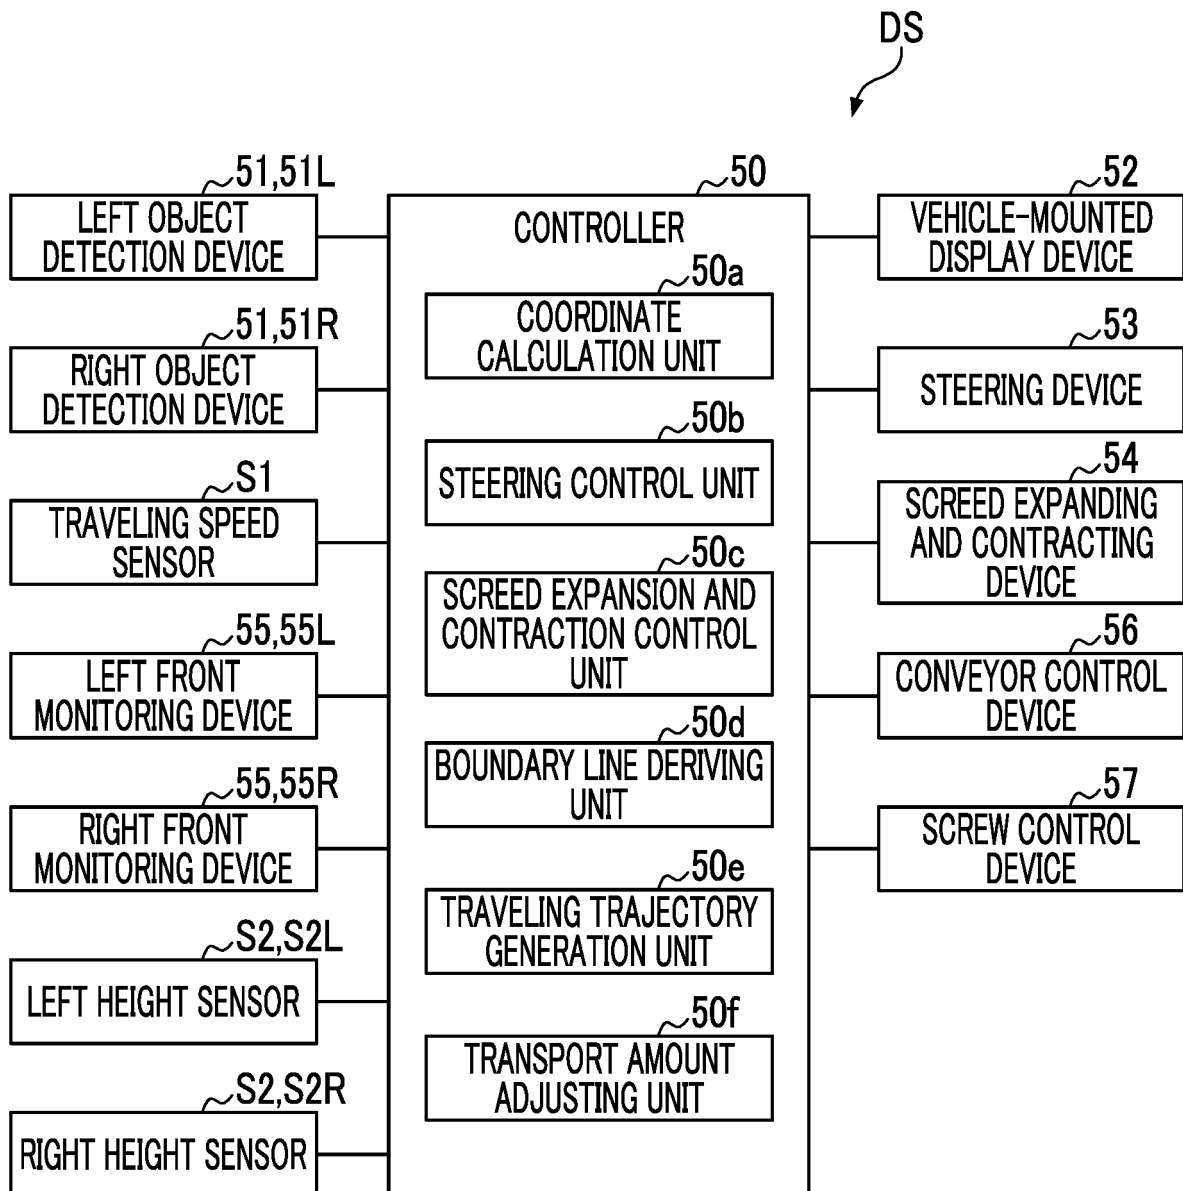 DS
51,51L
LEFT OBJECT
DETECTION DEVICE
51,51R
RIGHT OBJECT
DETECTION DEVICE
S1
TRAVELING SPEED
SENSOR
55,55L
LEFT FRONT
MONITORING DEVICE
55,55R
RIGHT FRONT
MONITORING DEVICE
S2,S2L
LEFT HEIGHT SENSOR
S2,S2R
RIGHT HEIGHT SENSOR
50
CONTROLLER
50a
COORDINATE
CALCULATION UNIT
50b
STEERING CONTROL UNIT
50c
SCREED EXPANSION AND
CONTRACTION CONTROL
UNIT
50d
BOUNDARY LINE DERIVING
UNIT
50e
TRAVELING TRAJECTORY
GENERATION UNIT
50f
TRANSPORT AMOUNT
ADJUSTING UNIT
52
VEHICLE-MOUNTED
DISPLAY DEVICE
53
STEERING DEVICE
54
SCREED EXPANDING
AND CONTRACTING
DEVICE
56
CONVEYOR CONTROL
DEVICE
57
SCREW CONTROL
DEVICE